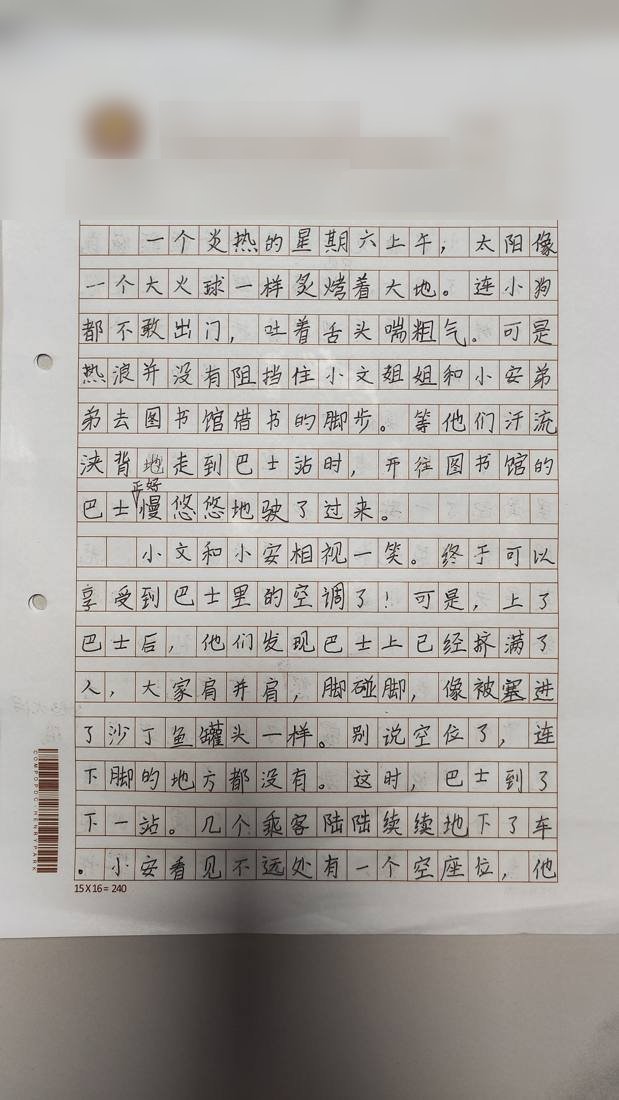 一个炎热的星期六上午，太阳像
一个大火球一样炙烤着大地。连小狗
都不敢出门，吐着舌头喘粗气。可是
热浪并没有阻挡住小文姐姐和小安弟
弟去图书馆借书的脚步。等他们汗流
浃背地走到巴士站时，开往图书馆的
正好
巴士慢悠悠地驶了过来。
小文和小安相视一笑。终于可以
享受到巴士里的空调了！可是，上了
巴士后，他们发现巴士上已经挤满了
人，大家肩并肩，脚碰脚，像被塞进
了沙丁鱼罐头一样。别说空位了，连
下脚的地方都没有。这时，巴士到了
下一站。几个乘客陆陆续续地下了车
。小安看见不远处有一个空座位，他
15 X 16 = 240
COMPOPOC-HENRYPARK